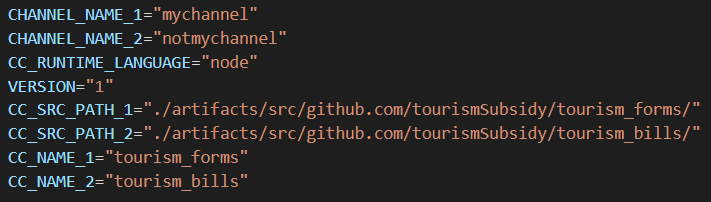 CHANNEL_NAME_1="mychannel"
CHANNEL_NAME_2="notmychannel"
CC_RUNTIME_LANGUAGE="node"
VERSION="1"
CC_SRC_PATH_1="./artifacts/src/github.com/tourismSubsidy/tourism_forms/"
CC_SRC_PATH_2="./artifacts/src/github.com/tourismSubsidy/tourism_bills/"
CC_NAME_1="tourism_forms"
CC_NAME_2="tourism_bills"